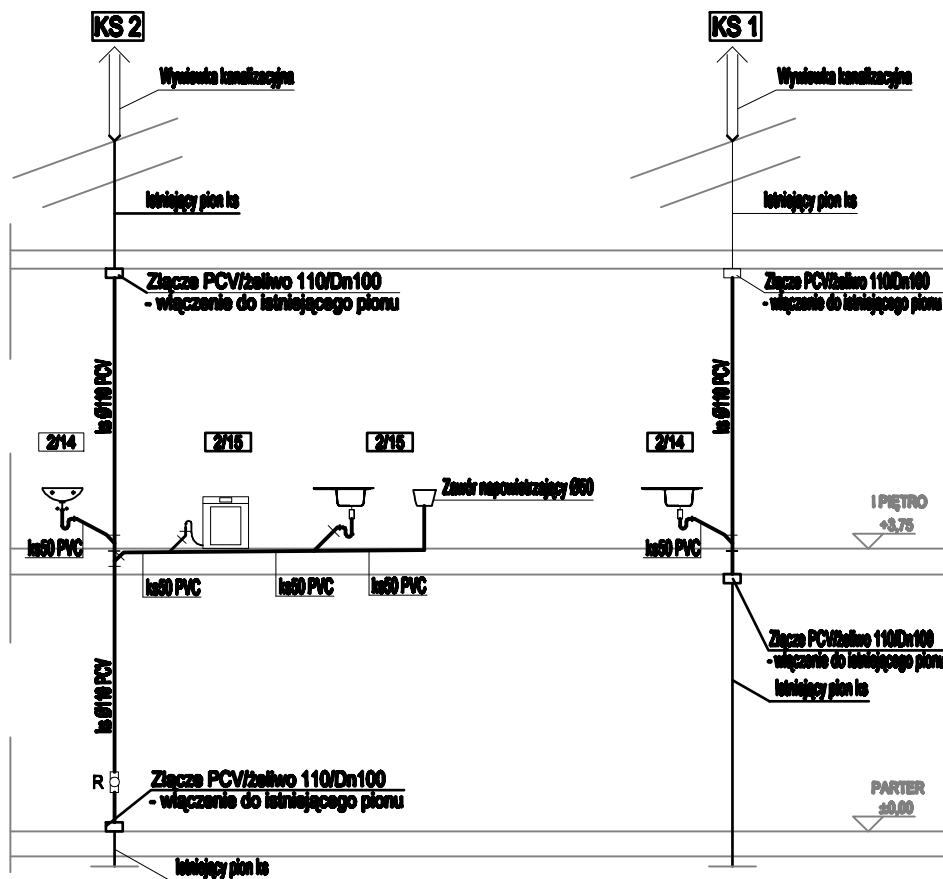 KS 2
KS 1
Wywiewka kanalizacyjna
Wywiewka kanalizacyjna
Istniejący pion ks
Istniejący pion ks
Złącze PCV/żeliwo 110/Dn100
- włączenie do istniejącego pionu
Złącze PCV/żeliwo 110/Dn100
- włączenie do istniejącego pionu
ks Ø110 PCV
ks Ø110 PCV
2/14
2/15
2/15
2/14
Zawór napowietrzający Ø50
I PIĘTRO
+3,75
ks50 PVC
ks50 PVC
ks50 PVC
ks50 PVC
ks50 PVC
Złącze PCV/żeliwo 110/Dn100
- włączenie do istniejącego pionu
Istniejący pion ks
ks Ø110 PCV
R
Złącze PCV/żeliwo 110/Dn100
- włączenie do istniejącego pionu
PARTER
±0,00
Istniejący pion ks